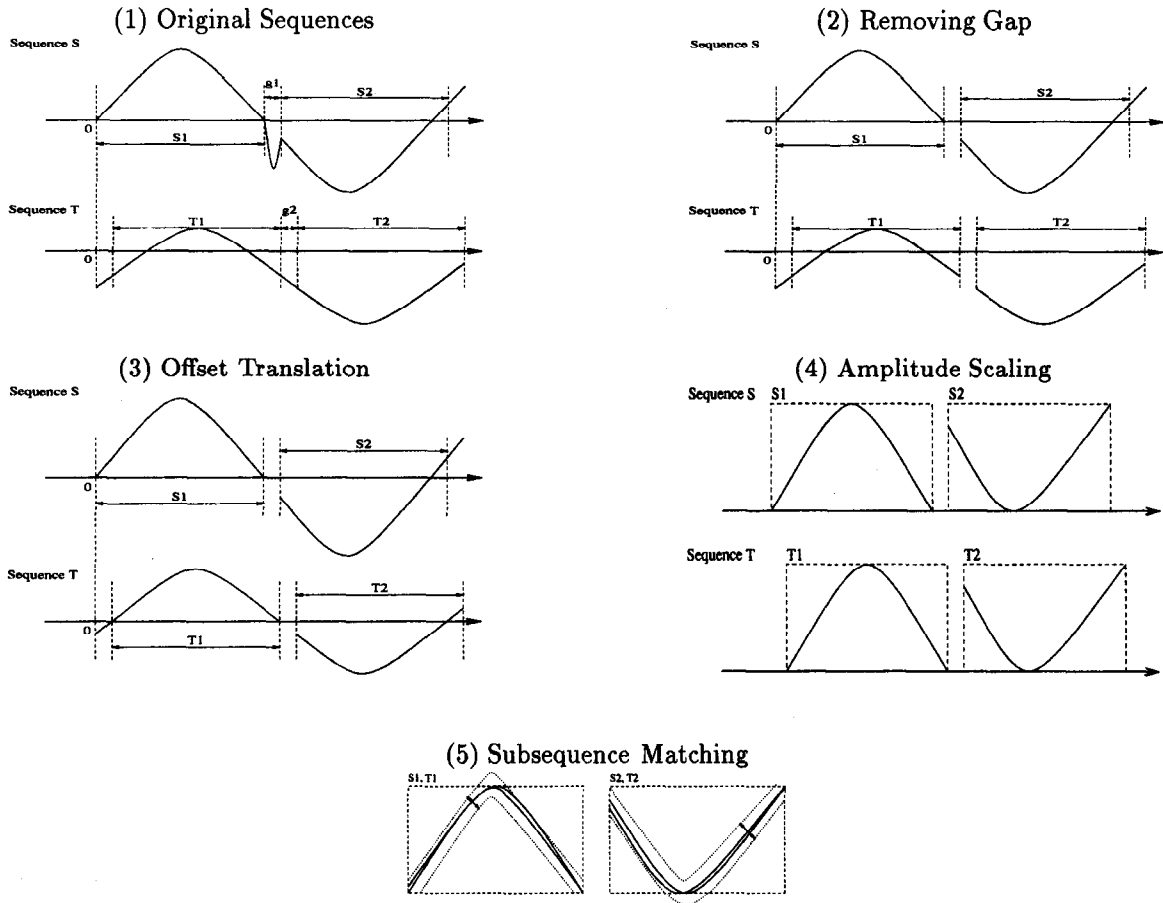 (1) Original Sequences
Sequence S
g1
S2
0
S1
Sequence T
T1
g2
T2
0
(2) Removing Gap
Sequence S
S2
0
S1
Sequence T
T1
T2
0
(3) Offset Translation
Sequence S
S2
0
S1
Sequence T
T2
0
T1
(4) Amplitude Scaling
Sequence S
S1
S2
Sequence T
T1
T2
(5) Subsequence Matching
S1, T1
S2, T2